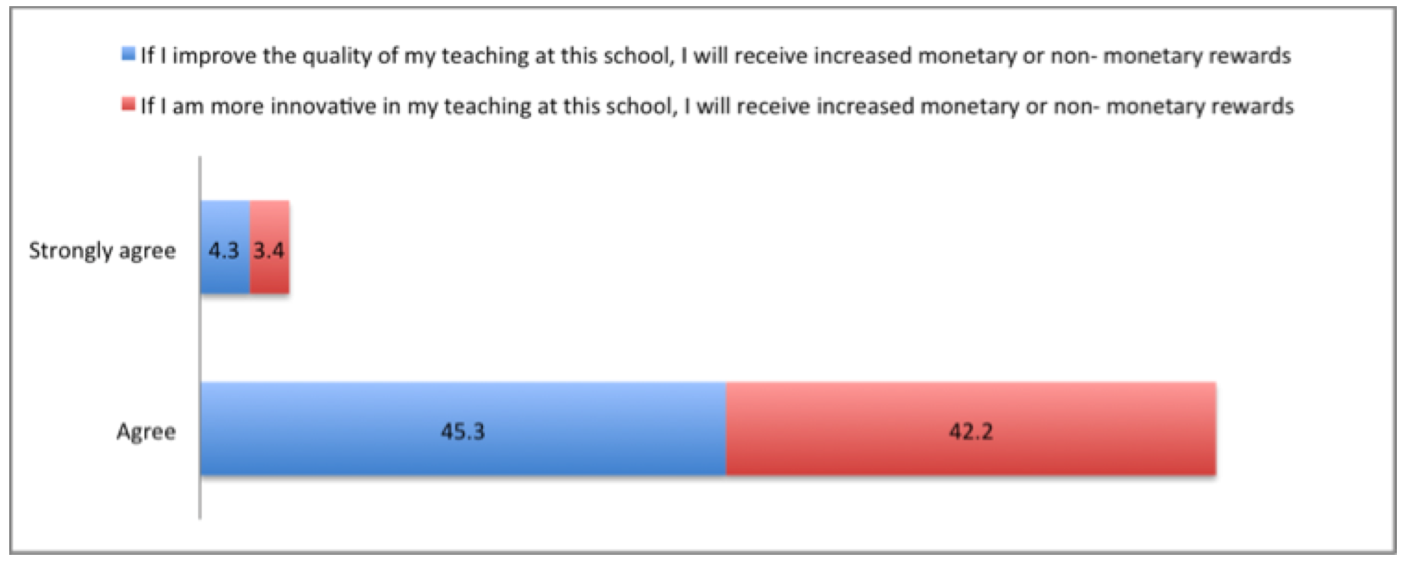 If I improve the quality of my teaching at this school, I will receive increased monetary or non- monetary rewards
If I am more innovative in my teaching at this school, I will receive increased monetary or non- monetary rewards
Strongly agree 4.3 3.4
Agree 45.3 42.2